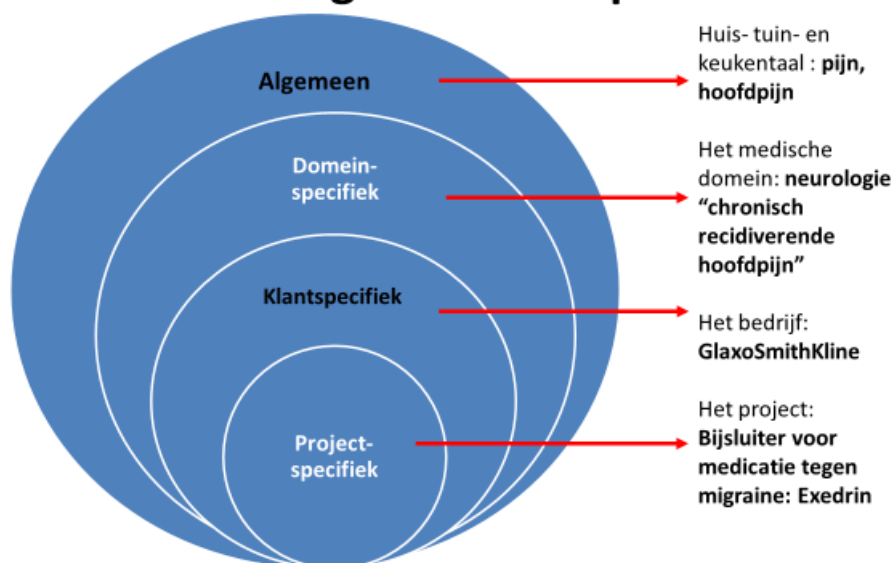 Algemeen
Domein-
specifiek
Klantspecifiek
Project-
specifiek
Huis- tuin- en
keukentaal : pijn,
hoofdpijn
Het medische
domein: neurologie
“chronisch
recidiverende
hoofdpijn”
Het bedrijf:
GlaxoSmithKline
Het project:
Bijsluiter voor
medicatie tegen
migraine: Exedrin